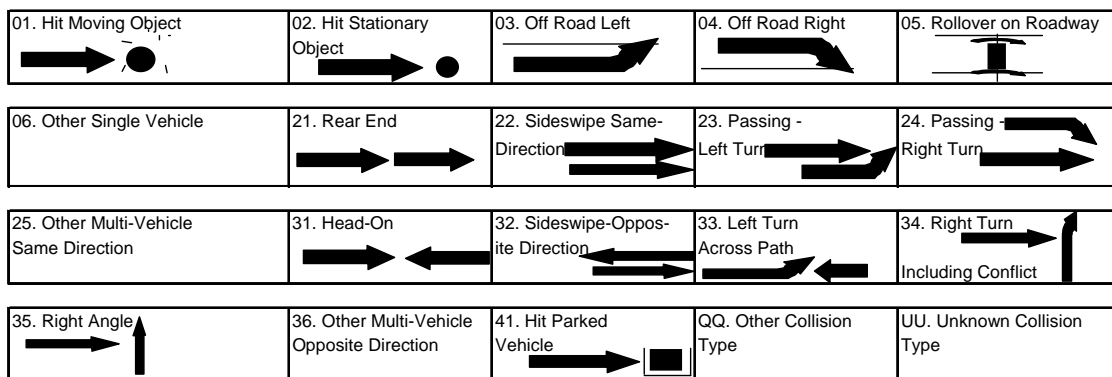 01. Hit Moving Object
02. Hit Stationary
Object
03. Off Road Left
04. Off Road Right
05. Rollover on Roadway
06. Other Single Vehicle
21. Rear End
22. Sideswipe Same-
Direction
23. Passing -
Left Turn
24. Passing -
Right Turn
25. Other Multi-Vehicle
Same Direction
31. Head-On
32. Sideswipe-Oppos-
ite Direction
33. Left Turn
Across Path
34. Right Turn
Including Conflict
35. Right Angle
36. Other Multi-Vehicle
Opposite Direction
41. Hit Parked
Vehicle
QQ. Other Collision
Type
UU. Unknown Collision
Type